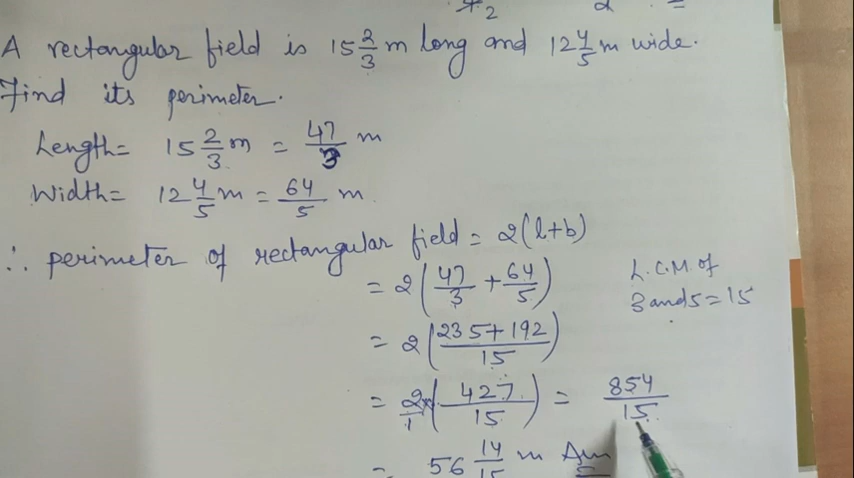 A rectangular field is 15 2/3 m long and 12 4/5 m wide.
Find its perimeter.
Length = 15 2/3 m = 47/3 m
Width = 12 4/5 m = 64/5 m
∴ perimeter of rectangular field = 2(l+b)
= 2(47/3 + 64/5)
L.C.M of
3 and 5 = 15
= 2(235+192/15)
= 2/1 × (427/15) = 854/15
= 56 14/15 m Ans